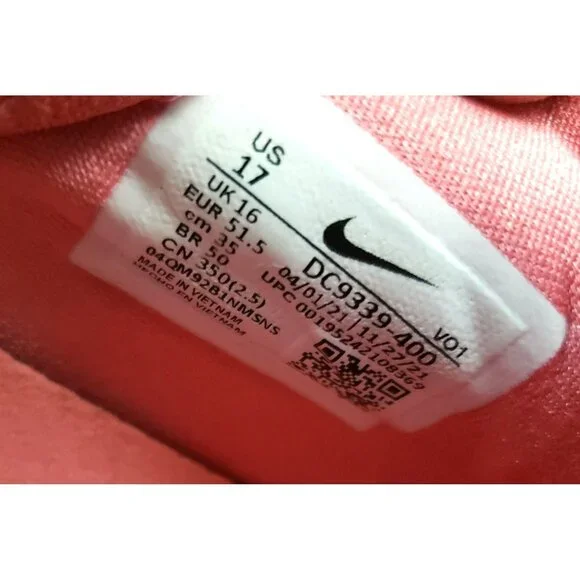 US
17
UK 16
EUR 51.5
cm 35
BR 50
CN 350(2.5)
04QM92B1NMSNS
MADE IN VIETNAM
HECHO EN VIETNAM
DC9339-400 VO1
04/01/21|11/27/21
UPC 00195242108369